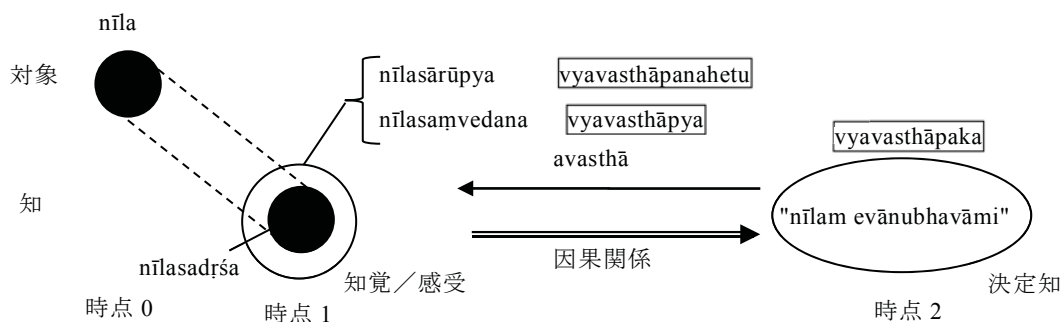 nīla
対象
nīlasārūpya vyavasthāpanahetu
nīlasaṃvedana vyavasthāpya
avasthā
vyavasthāpaka
知
"nīlam evānubhavāmi"
nīlasadṛśa
知覚／感受
因果関係
決定知
時点 0
時点 1
時点 2